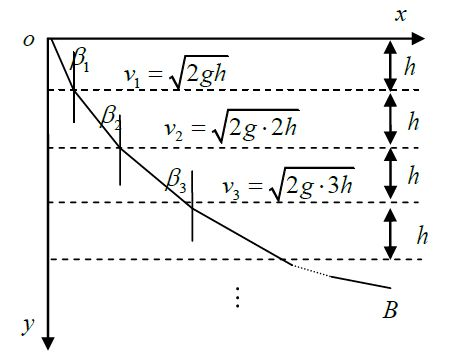 x
o
β₁
v₁ = √2gh
h
β₂
v₂ = √2g · 2h
h
β₃
v₃ = √2g · 3h
h
h
⋮
B
y